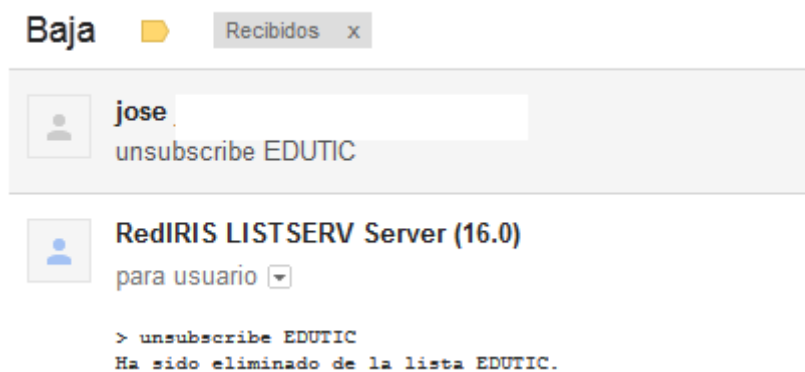 Baja Recibidos x
jose
unsubscribe EDUTIC
RedIRIS LISTSERV Server (16.0)
para usuario
> unsubscribe EDUTIC
Ha sido eliminado de la lista EDUTIC.